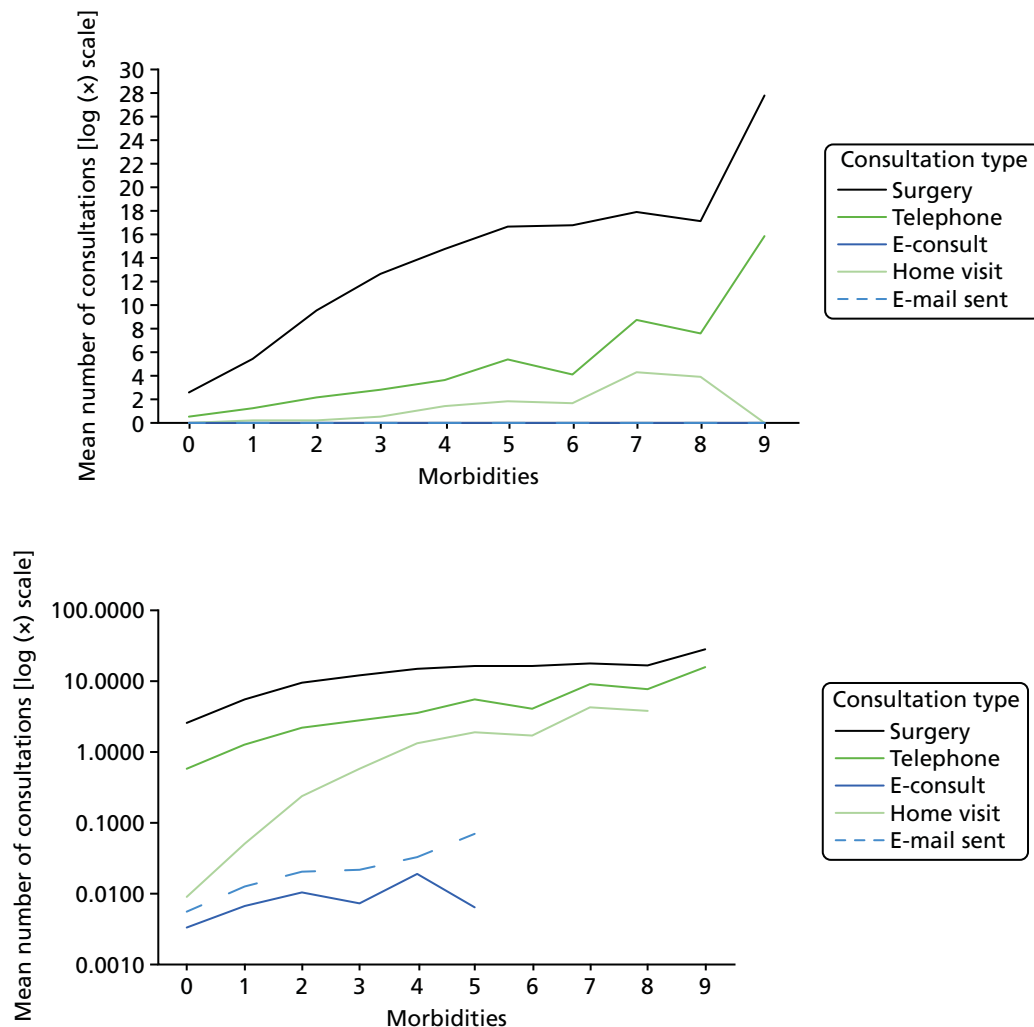 Mean number of consultations [log (×) scale]
30
28
26
24
22
20
18
16
14
12
10
8
6
4
2
0
0 1 2 3 4 5 6 7 8 9
Morbidities
Consultation type
Surgery
Telephone
E-consult
Home visit
E-mail sent
Mean number of consultations [log (×) scale]
100.0000
10.0000
1.0000
0.1000
0.0100
0.0010
0 1 2 3 4 5 6 7 8 9
Morbidities
Consultation type
Surgery
Telephone
E-consult
Home visit
E-mail sent